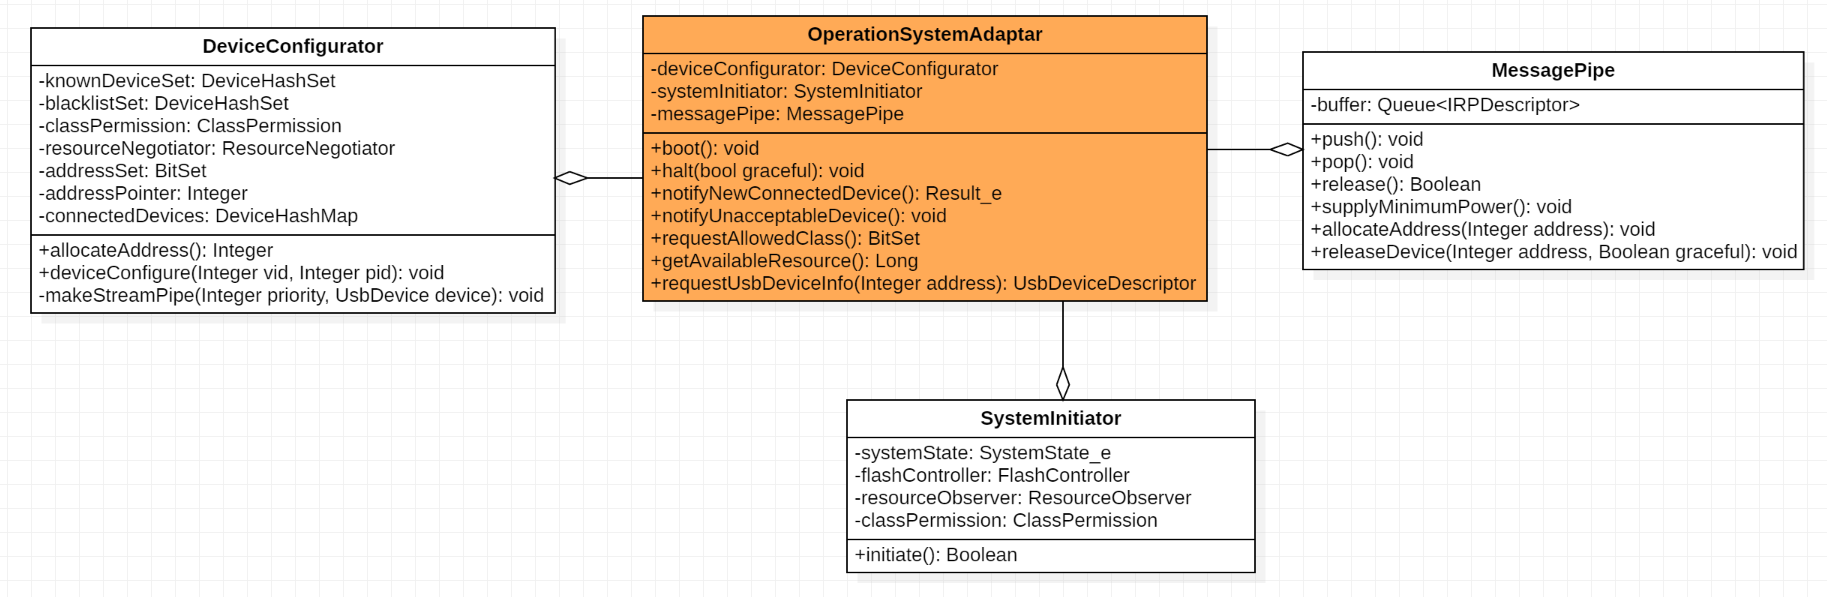 DeviceConfigurator
-knownDeviceSet: DeviceHashSet
-blacklistSet: DeviceHashSet
-classPermission: ClassPermission
-resourceNegotiator: ResourceNegotiator
-addressSet: BitSet
-addressPointer: Integer
-connectedDevices: DeviceHashMap
+allocateAddress(): Integer
+deviceConfigure(Integer vid, Integer pid): void
-makeStreamPipe(Integer priority, UsbDevice device): void
OperationSystemAdaptar
-deviceConfigurator: DeviceConfigurator
-systemInitiator: SystemInitiator
-messagePipe: MessagePipe
+boot(): void
+halt(bool graceful): void
+notifyNewConnectedDevice(): Result_e
+notifyUnacceptableDevice(): void
+requestAllowedClass(): BitSet
+getAvailableResource(): Long
+requestUsbDeviceInfo(Integer address): UsbDeviceDescriptor
MessagePipe
-buffer: Queue<IRPDescriptor>
+push(): void
+pop(): void
+release(): Boolean
+supplyMinimumPower(): void
+allocateAddress(Integer address): void
+releaseDevice(Integer address, Boolean graceful): void
SystemInitiator
-systemState: SystemState_e
-flashController: FlashController
-resourceObserver: ResourceObserver
-classPermission: ClassPermission
+initiate(): Boolean